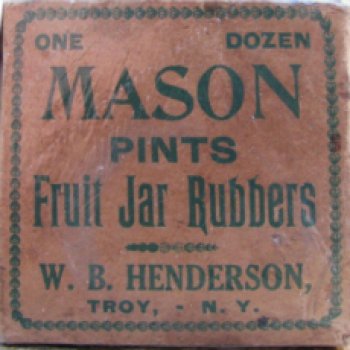 ONE DOZEN
MASON
PINTS
Fruit Jar Rubbers
W. B. HENDERSON,
TROY, - N. Y.